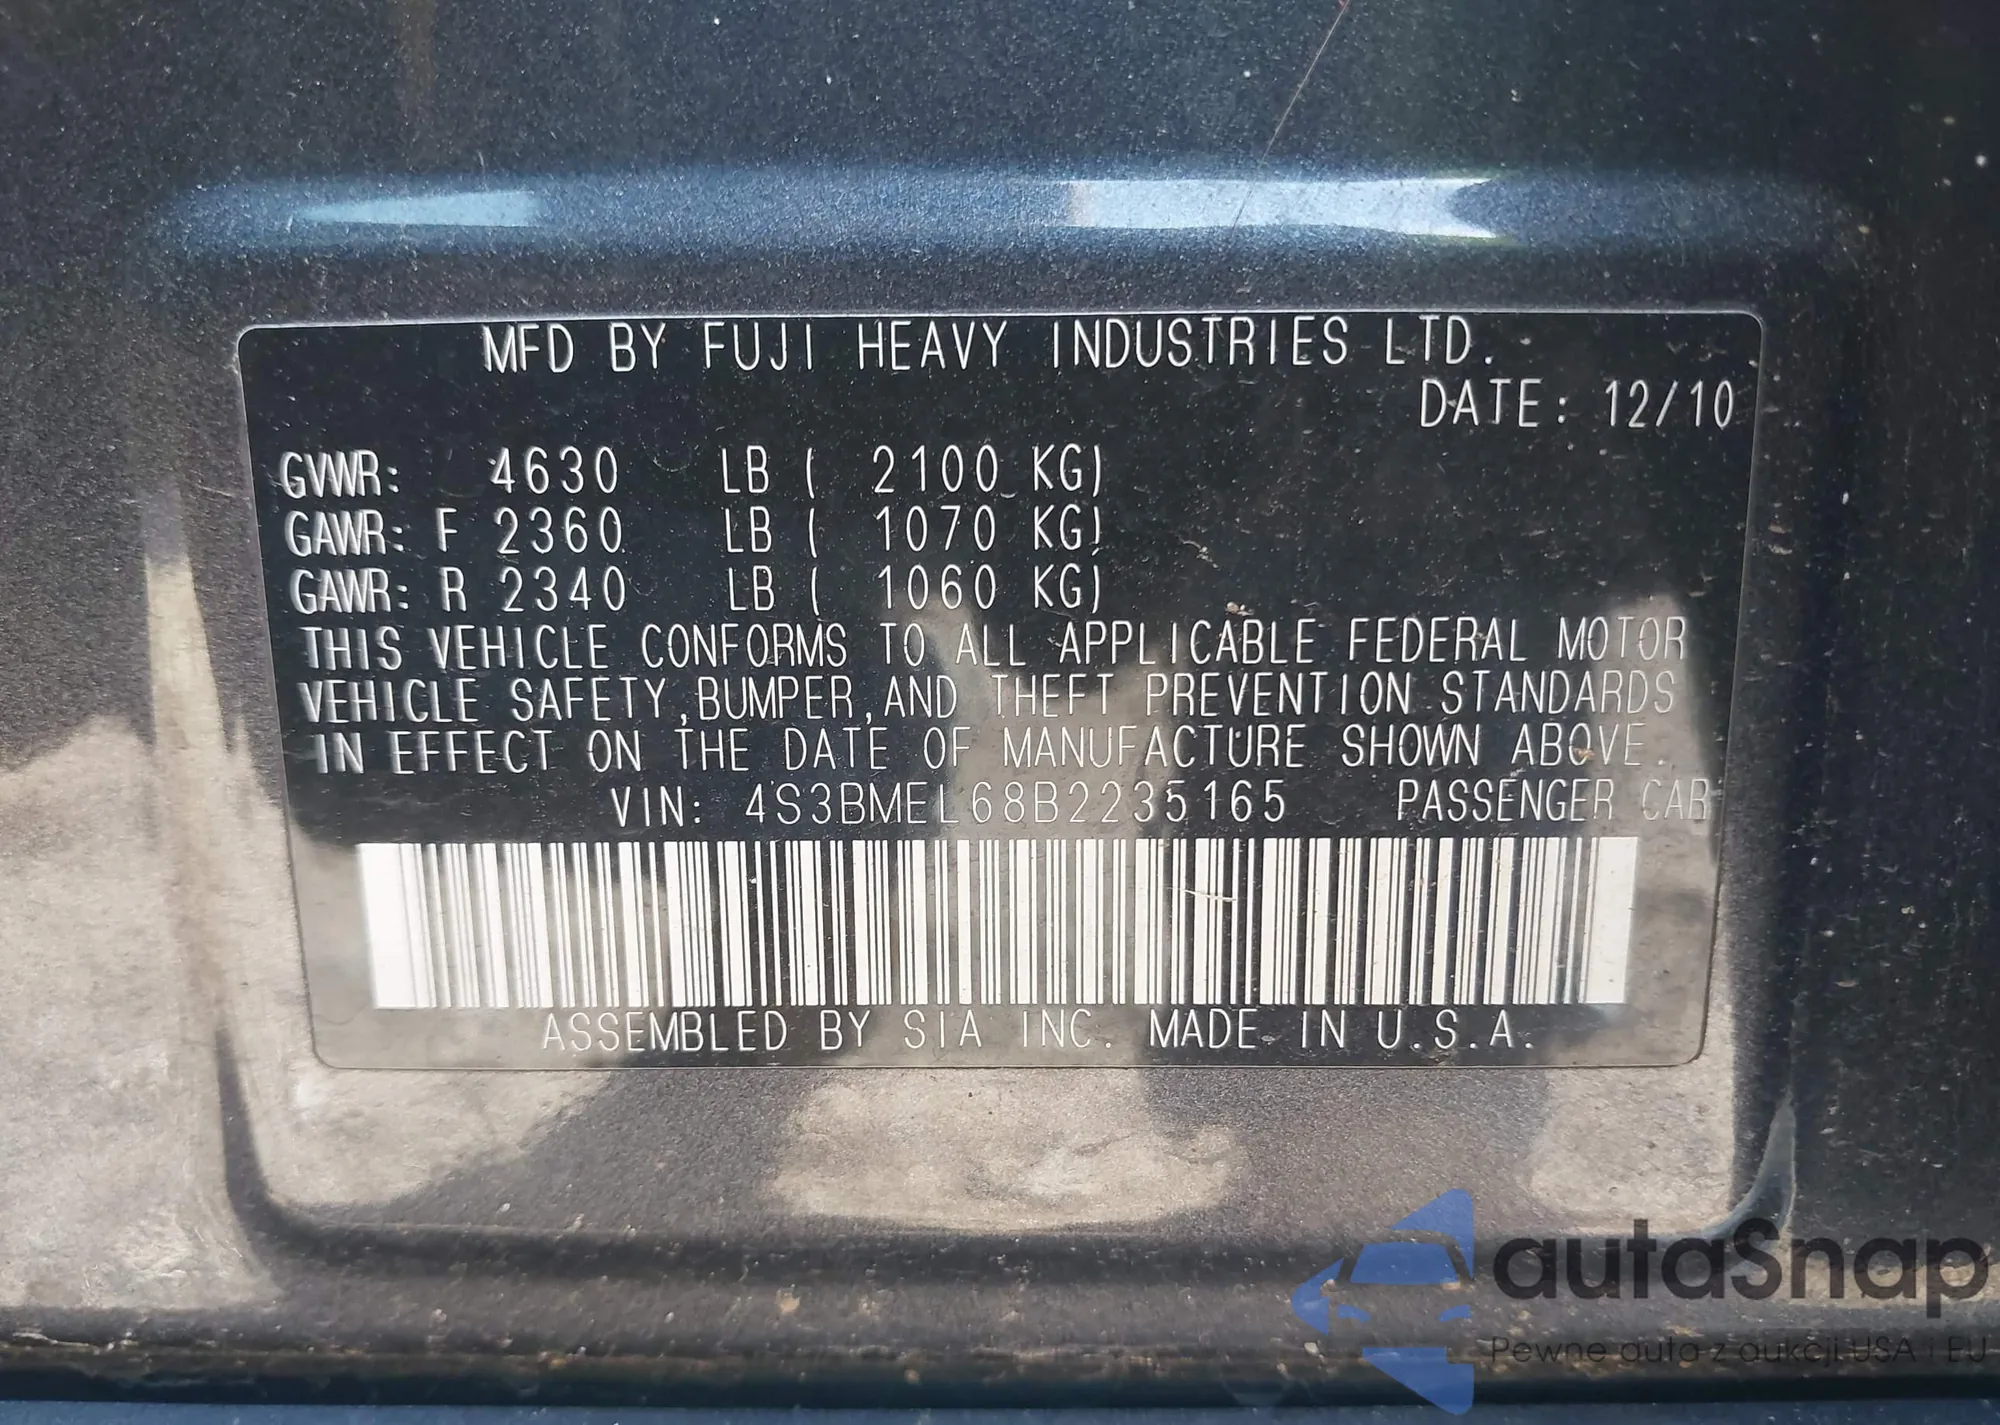 MFD BY FUJI HEAVY INDUSTRIES LTD.
DATE: 12/10
GVWR: 4630 LB ( 2100 KG)
GAWR: F 2360 LB ( 1070 KG)
GAWR: R 2340 LB ( 1060 KG)
THIS VEHICLE CONFORMS TO ALL APPLICABLE FEDERAL MOTOR
VEHICLE SAFETY,BUMPER,AND THEFT PREVENTION STANDARDS
IN EFFECT ON THE DATE OF MANUFACTURE SHOWN ABOVE.
VIN: 4S3BMEL68B2235165 PASSENGER CAR
ASSEMBLED BY SIA INC. MADE IN U.S.A.
autaSnap
Pewne auta z aukcji USA i EU